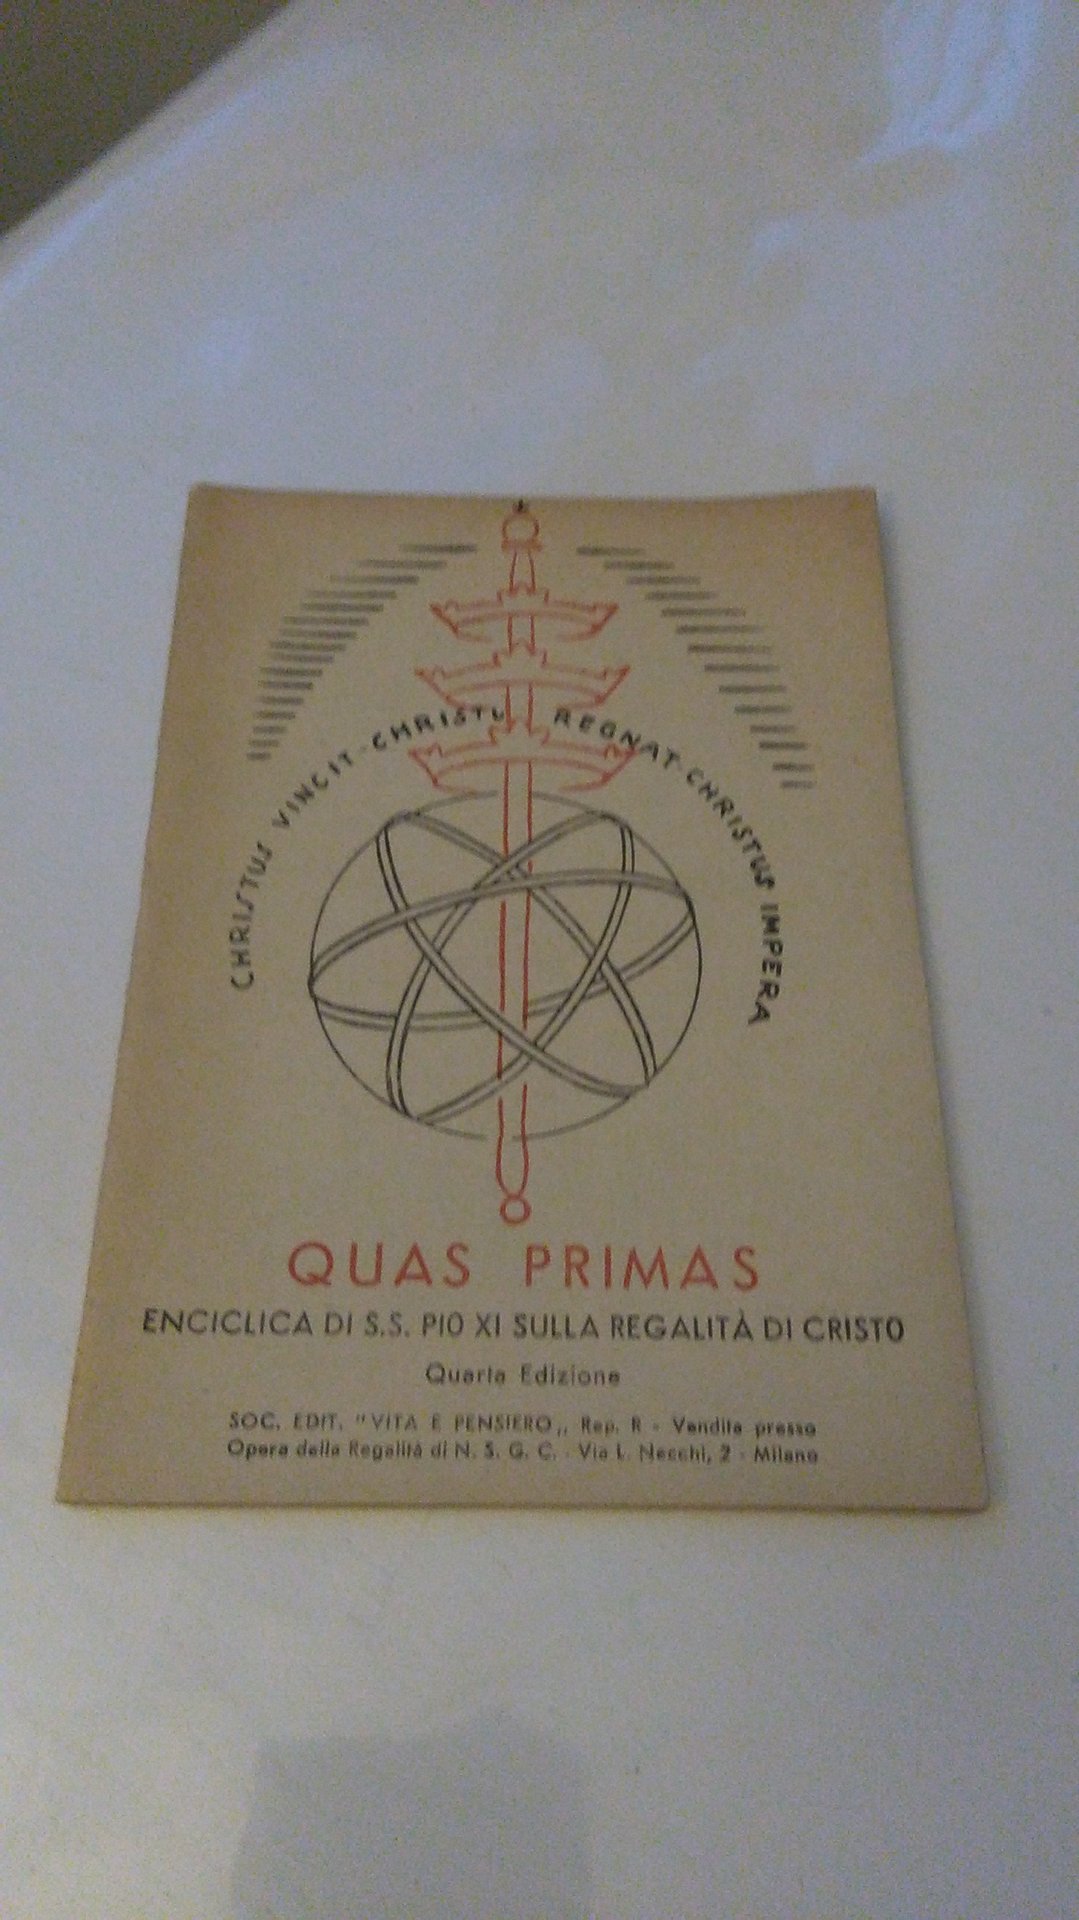 CHRISTUS VINCIT - CHRISTU REGNAT - CHRISTUS IMPERA
QUAS PRIMAS
ENCICLICA DI S.S. PIO XI SULLA REGALITÀ DI CRISTO
Quarta Edizione
SOC. EDIT. "VITA E PENSIERO„ Rep. R - Vendita presso
Opera della Regalità di N. S. G. C. - Via L. Necchi, 2 - Milano